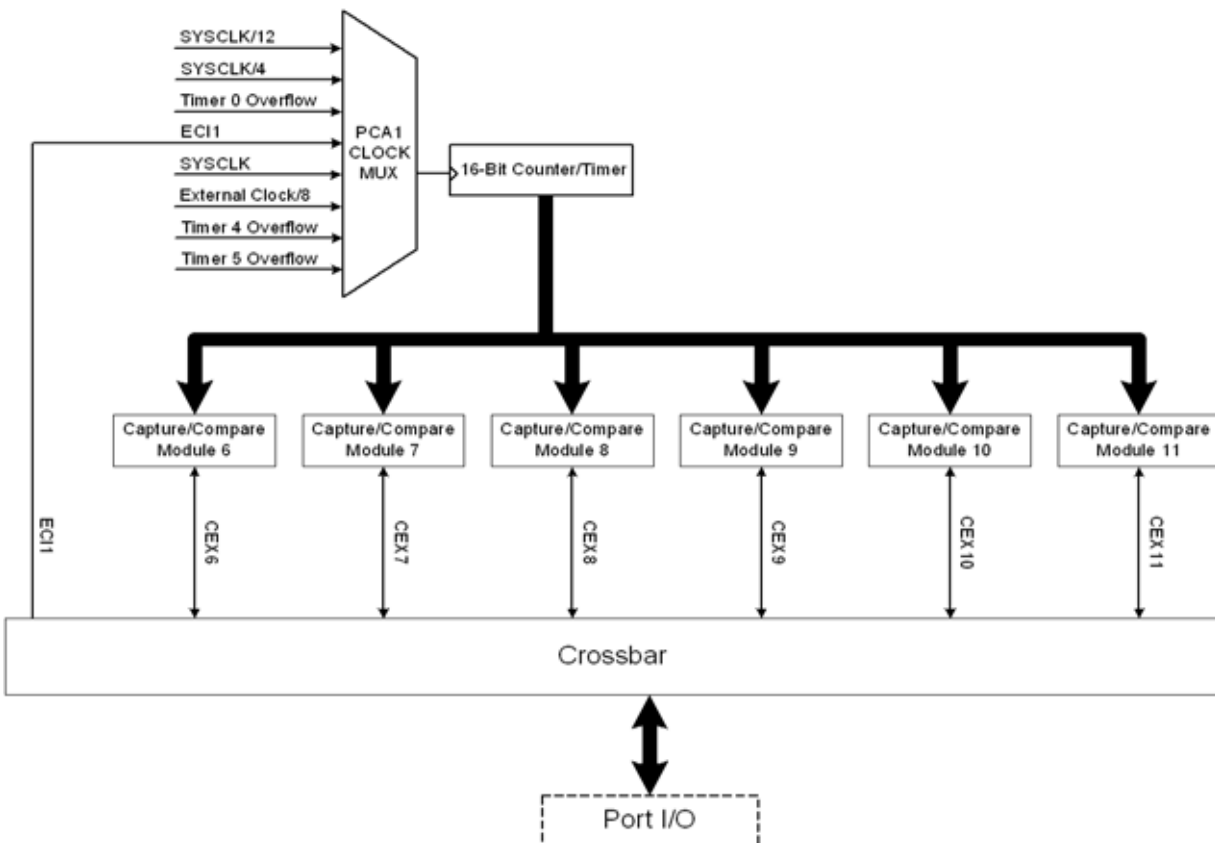 SYSCLK/12
SYSCLK/4
Timer 0 Overflow
ECI1
SYSCLK
External Clock/8
Timer 4 Overflow
Timer 5 Overflow
PCA1
CLOCK
MUX
16-Bit Counter/Timer
Capture/Compare
Module 6
Capture/Compare
Module 7
Capture/Compare
Module 8
Capture/Compare
Module 9
Capture/Compare
Module 10
Capture/Compare
Module 11
ECI1
CEX6
CEX7
CEX8
CEX9
CEX10
CEX11
Crossbar
Port I/O